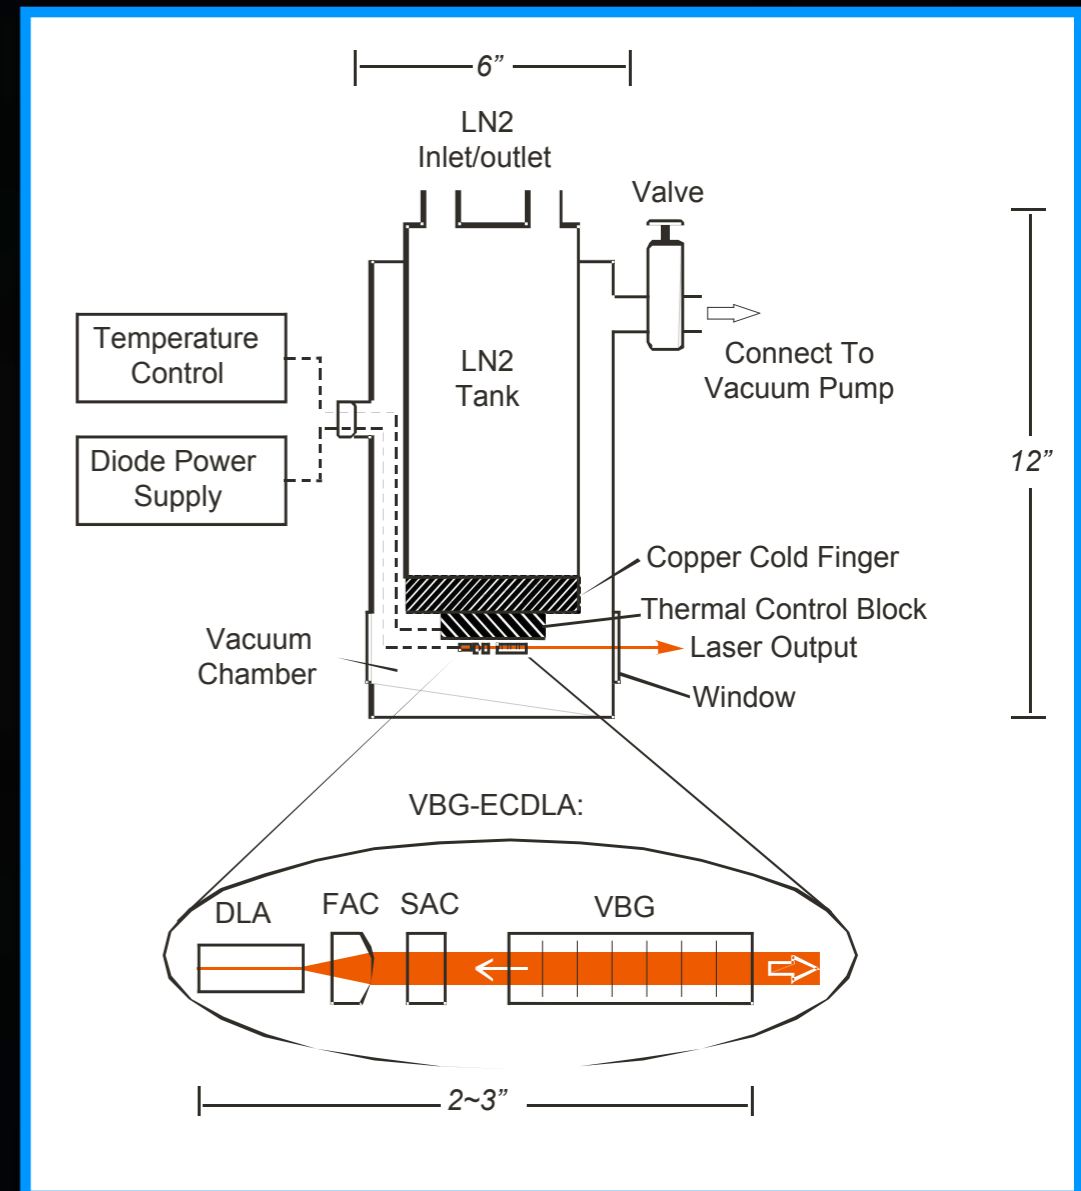 6”
LN2
Inlet/outlet
Valve
12”
Temperature
Control
LN2
Tank
Connect To
Vacuum Pump
Diode Power
Supply
Copper Cold Finger
Thermal Control Block
Laser Output
Vacuum
Chamber
Window
VBG-ECDLA:
DLA
FAC
SAC
VBG
2~3”